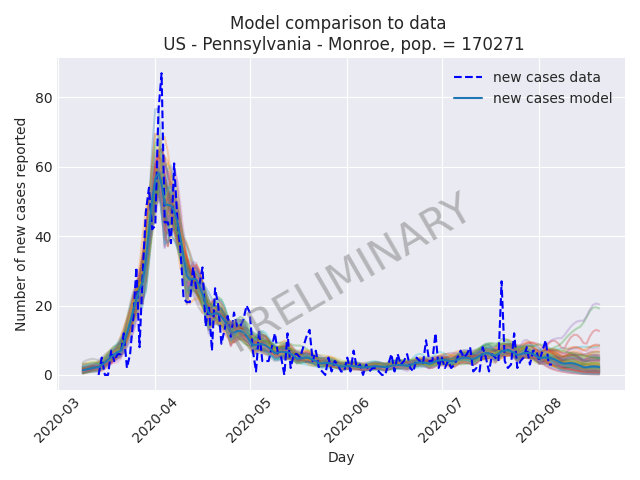 Model comparison to data
US - Pennsylvania - Monroe, pop. = 170271
new cases data
new cases model
PRELIMINARY
Number of new cases reported
80
60
40
20
0
2020-03
2020-04
2020-05
2020-06
2020-07
2020-08
Day